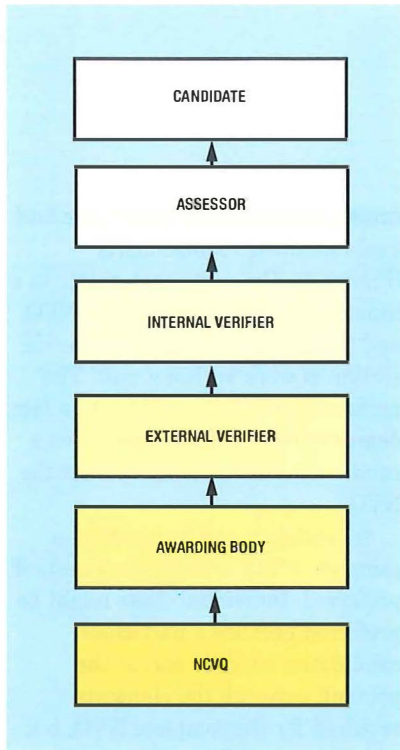 CANDIDATE
ASSESSOR
INTERNAL VERIFIER
EXTERNAL VERIFIER
AWARDING BODY
NCVQ